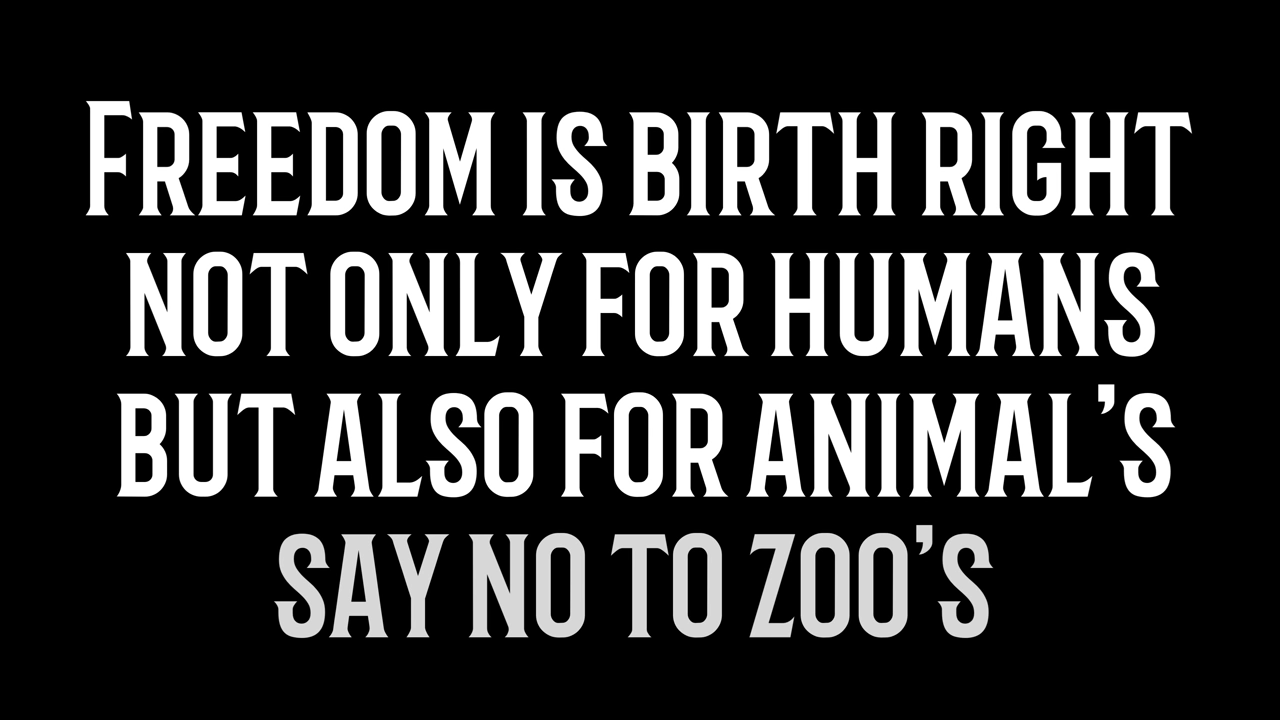 FREEDOM IS BIRTH RIGHT
NOT ONLY FOR HUMANS
BUT ALSO FOR ANIMAL'S
SAY NO TO ZOO'S